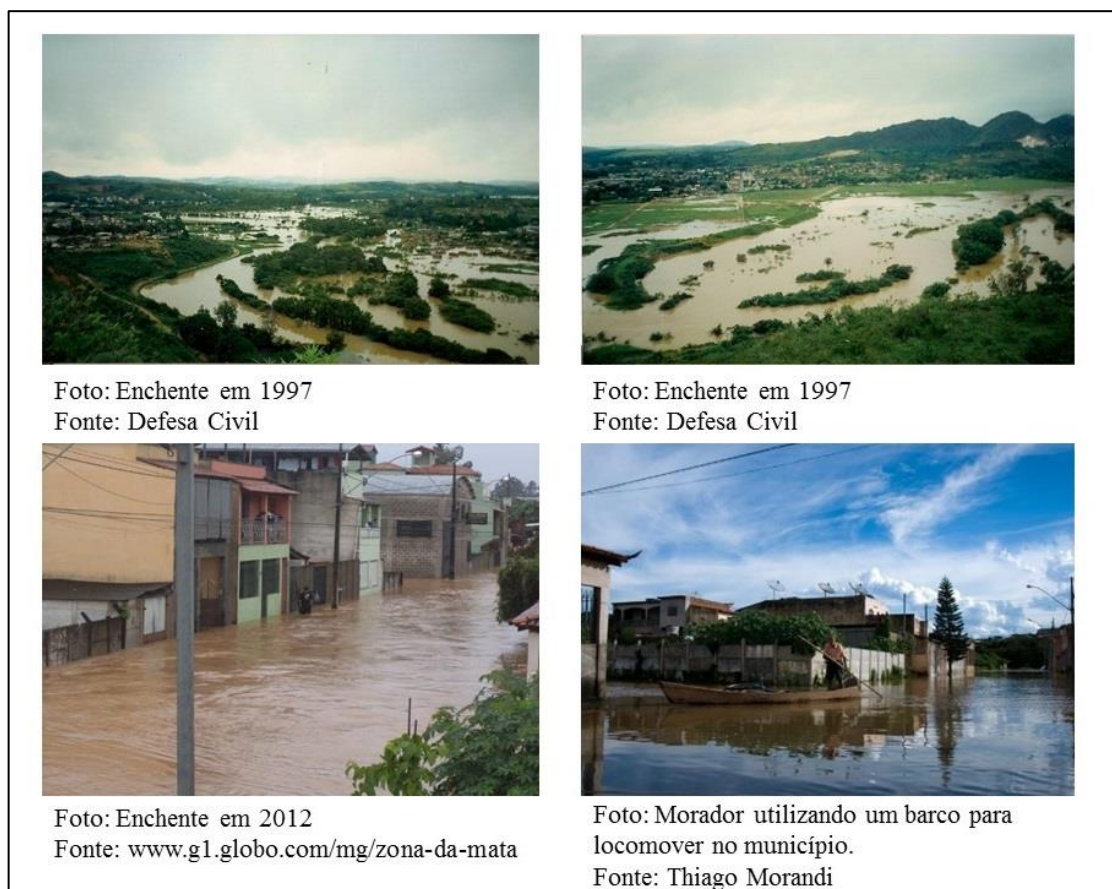 Foto: Enchente em 1997
Fonte: Defesa Civil
Foto: Enchente em 1997
Fonte: Defesa Civil
Foto: Enchente em 2012
Fonte: www.g1.globo.com/mg/zona-da-mata
Foto: Morador utilizando um barco para
locomover no município.
Fonte: Thiago Morandi